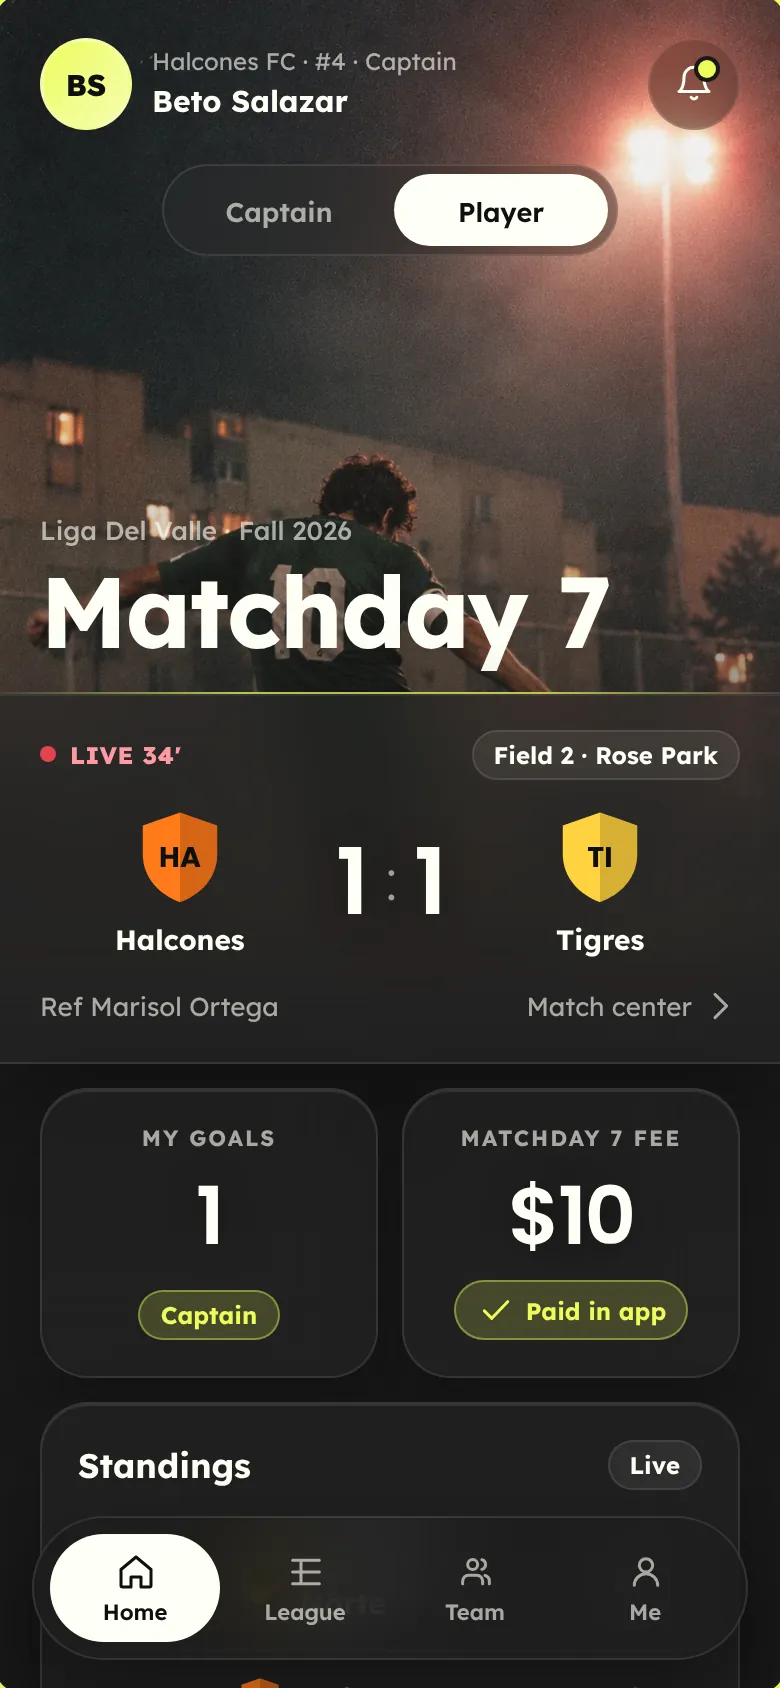 BS
Halcones FC · #4 · Captain
Beto Salazar
Captain
Player
Liga Del Valle · Fall 2026
10
Matchday 7
LIVE 34'
Field 2 · Rose Park
HA
1 : 1
TI
Halcones
Tigres
Ref Marisol Ortega
Match center
MY GOALS
1
Captain
MATCHDAY 7 FEE
$10
Paid in app
Standings
Live
Home
League
Team
Me